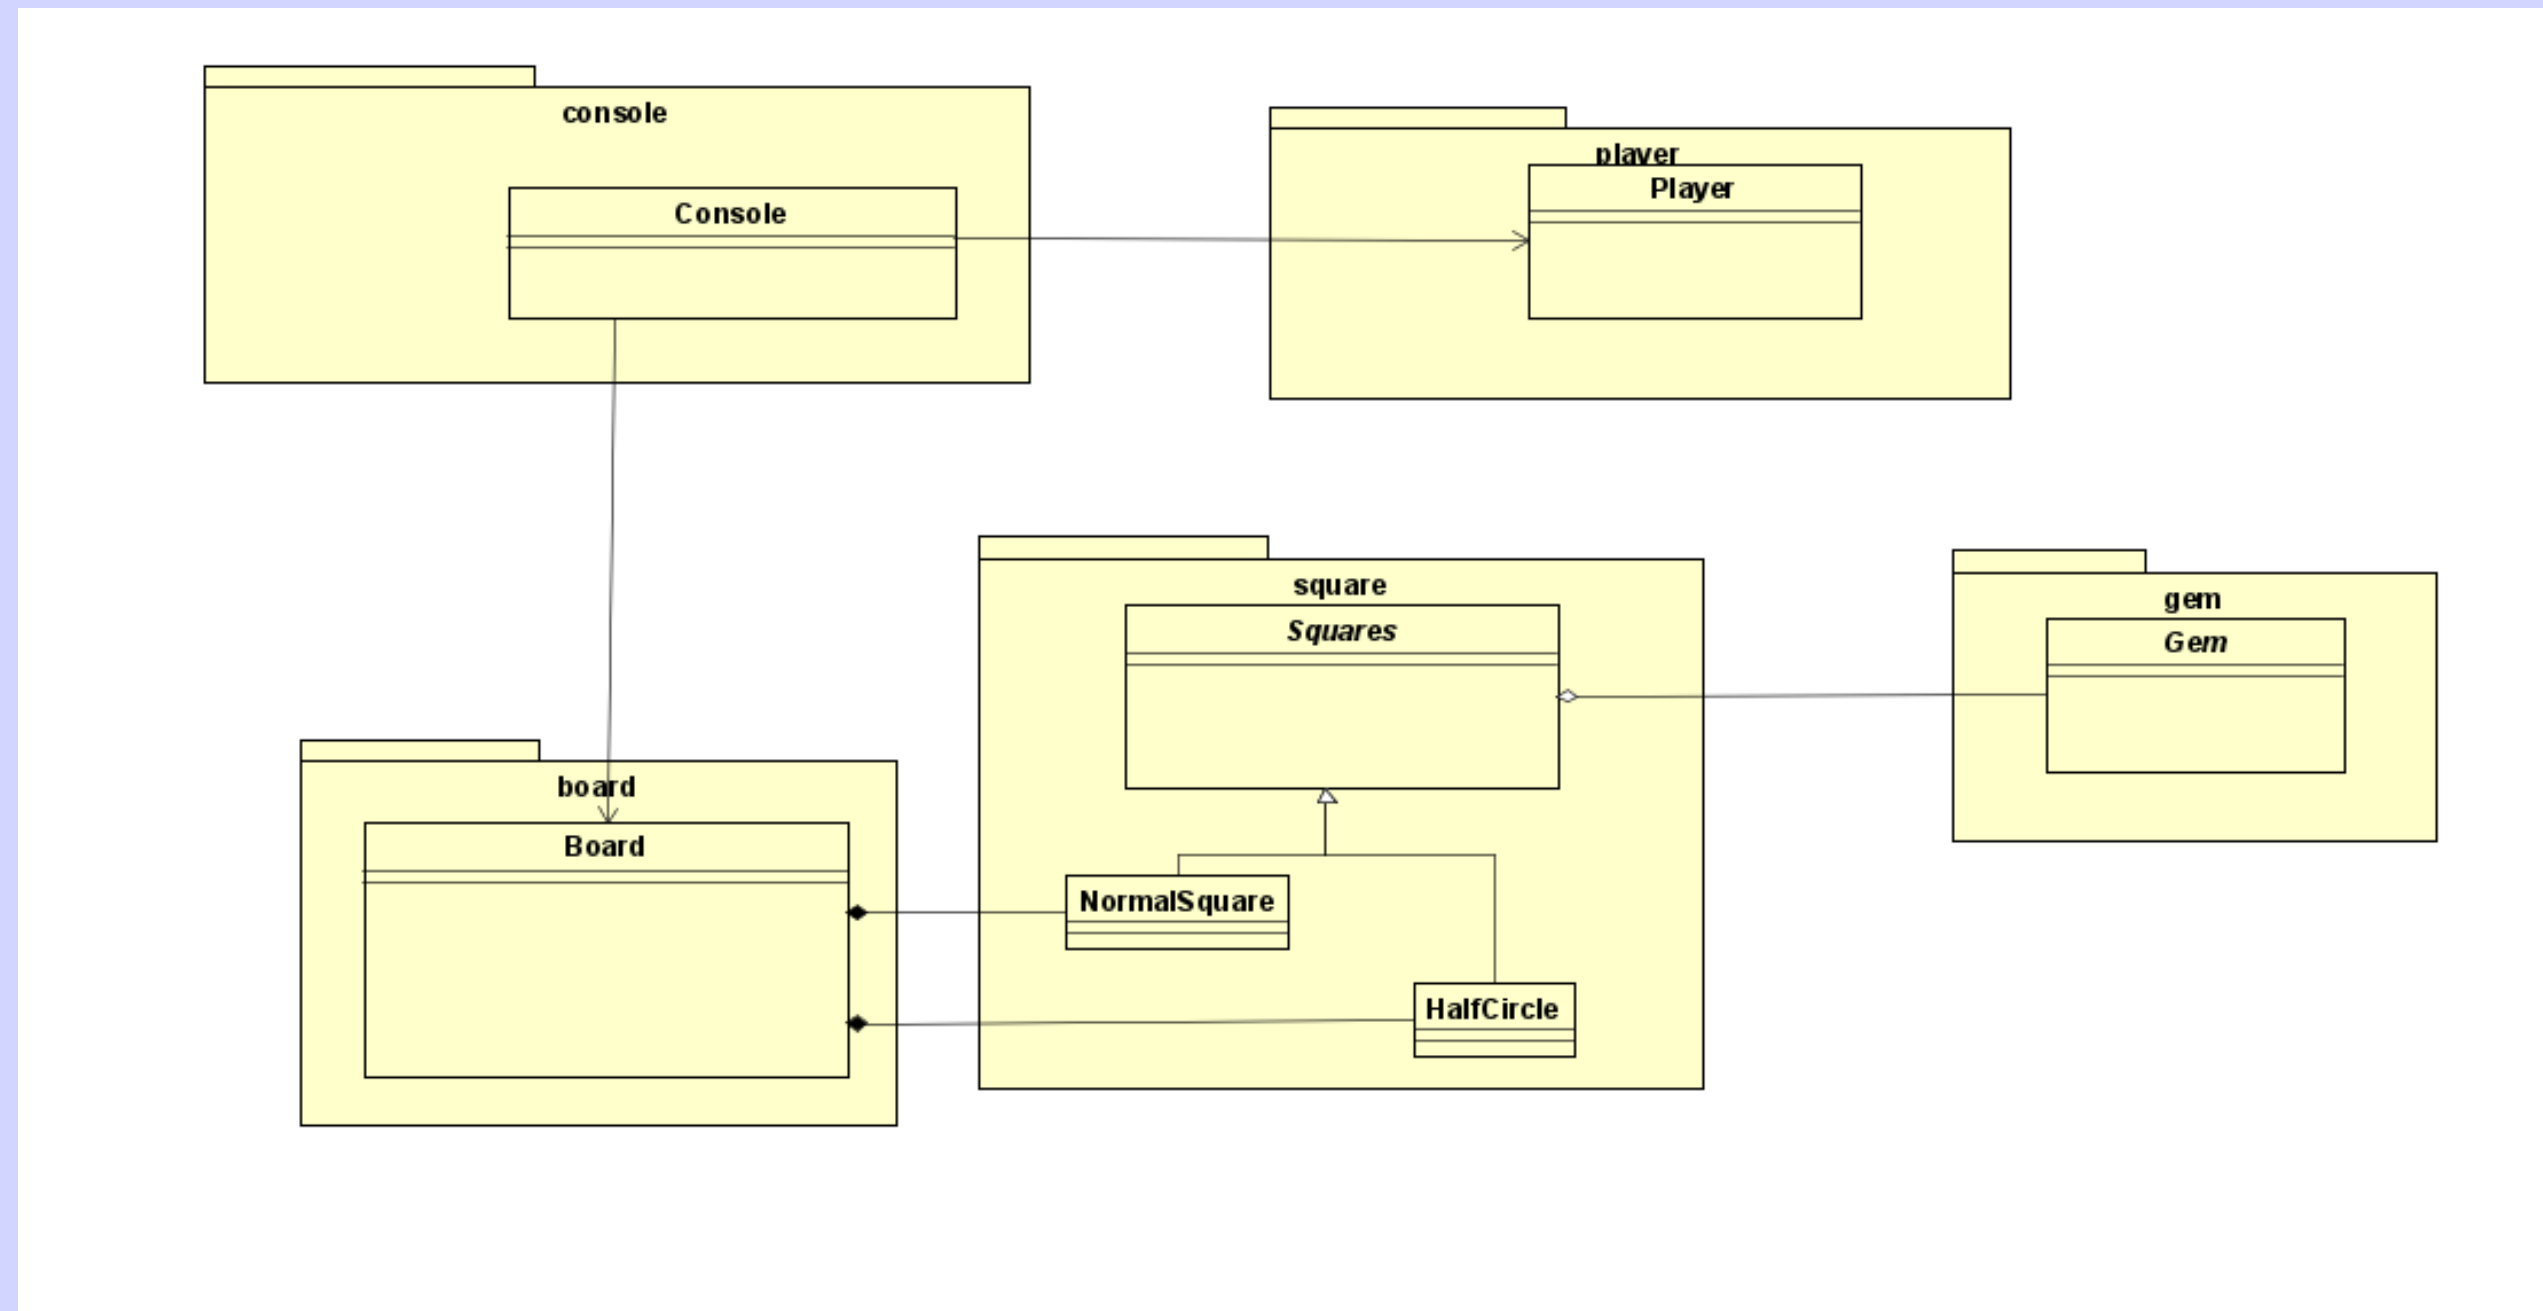 console
Console
player
Player
square
Squares
gem
Gem
board
Board
NormalSquare
HalfCircle